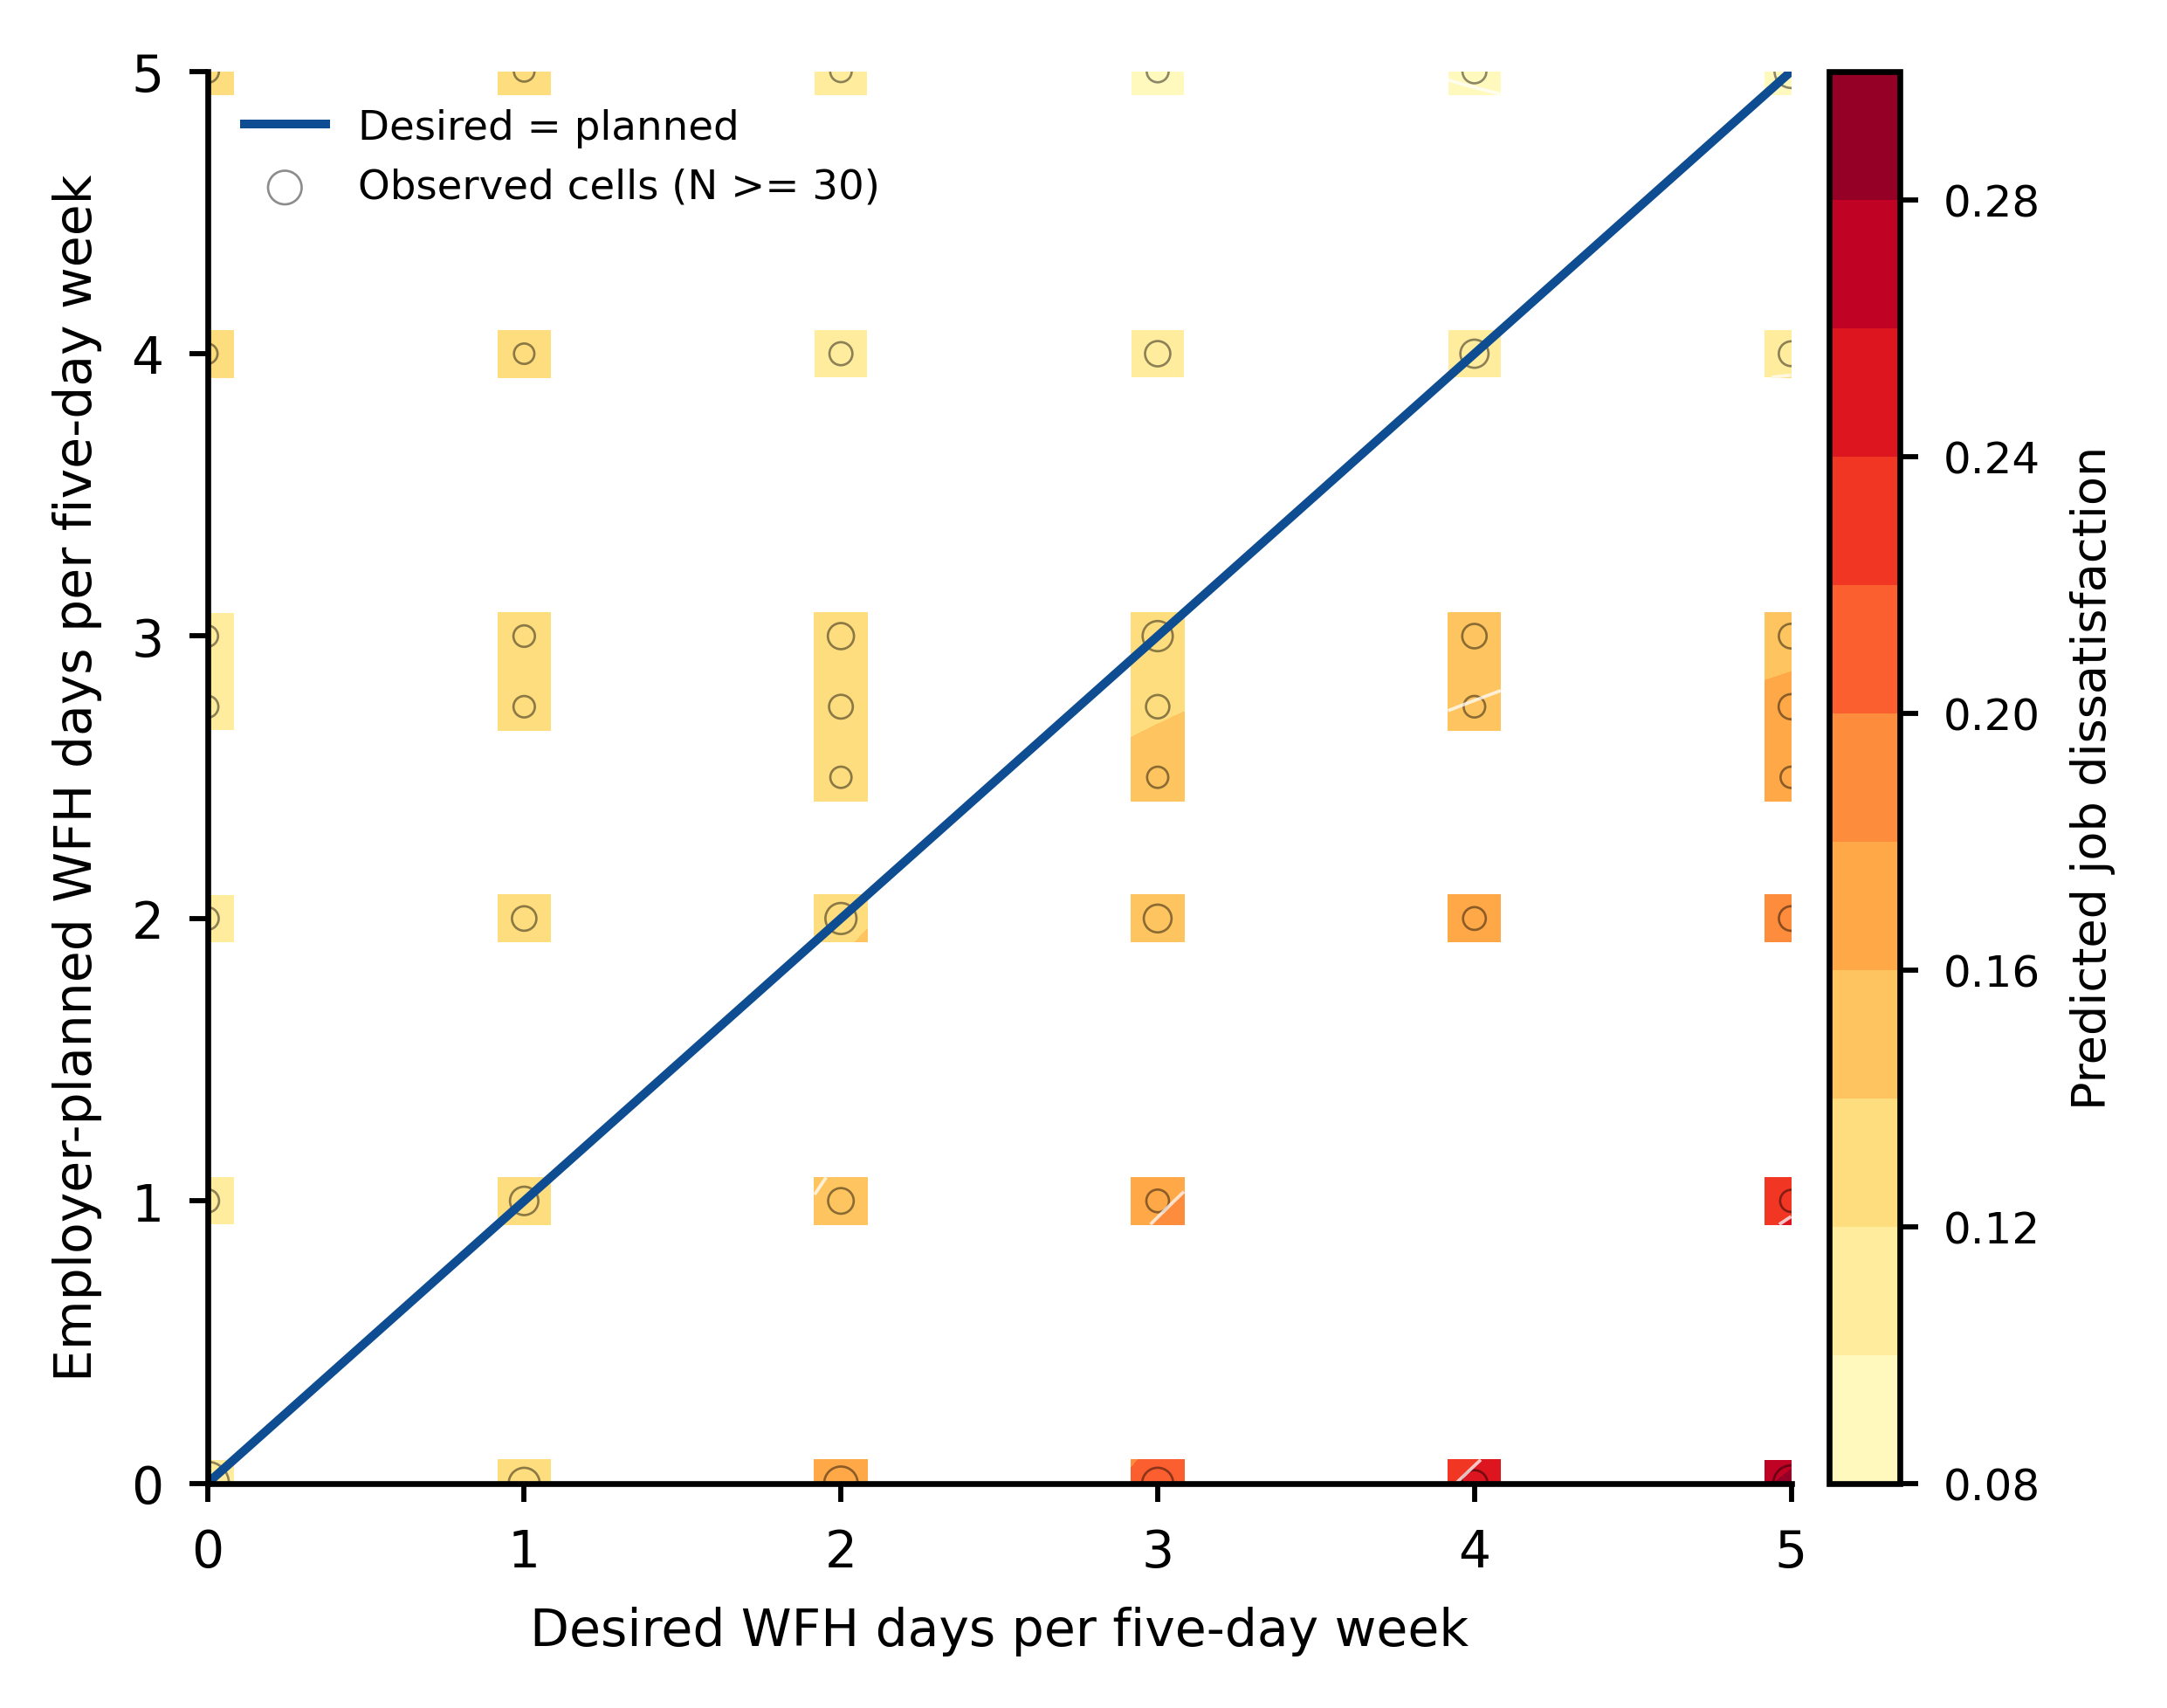 Desired = planned
Observed cells (N >= 30)
5
4
3
2
1
0
Employer-planned WFH days per five-day week
0 1 2 3 4 5
Desired WFH days per five-day week
0.28
0.24
0.20
0.16
0.12
0.08
Predicted job dissatisfaction